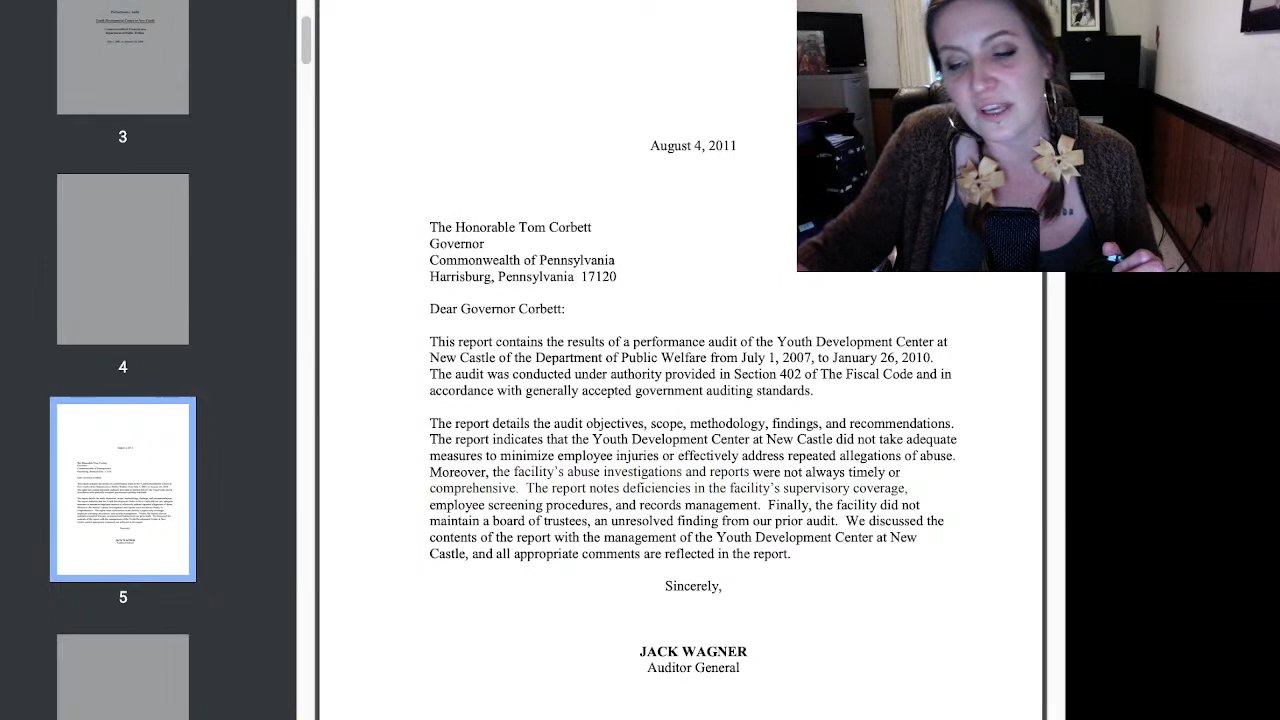 3
4
5
August 4, 2011
The Honorable Tom Corbett
Governor
Commonwealth of Pennsylvania
Harrisburg, Pennsylvania 17120
Dear Governor Corbett:
This report contains the results of a performance audit of the Youth Development Center at
New Castle of the Department of Public Welfare from July 1, 2007, to January 26, 2010.
The audit was conducted under authority provided in Section 402 of The Fiscal Code and in
accordance with generally accepted government auditing standards.
The report details the audit objectives, scope, methodology, findings, and recommendations.
The report indicates that the Youth Development Center at New Castle did not take adequate
measures to minimize employee injuries or effectively address repeated allegations of abuse.
Moreover, the facility's abuse investigations and reports were not always timely or
comprehensive. The report notes deficiencies in the facility's supervisory coverage,
employee screening procedures, and records management. Finally, the facility did not
maintain a board of trustees, an unresolved finding from our prior audit. We discussed the
contents of the report with the management of the Youth Development Center at New
Castle, and all appropriate comments are reflected in the report.
Sincerely,
JACK WAGNER
Auditor General